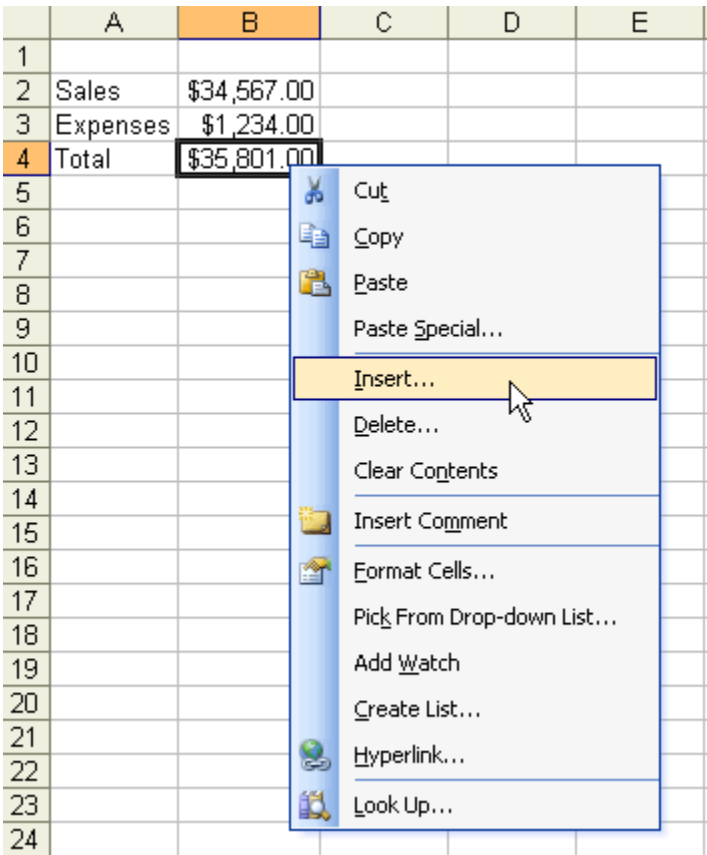 A B C D E
1
2 Sales $34,567.00
3 Expenses $1,234.00
4 Total $35,801.00
5
6
7
8
9
10
11
12
13
14
15
16
17
18
19
20
21
22
23
24
Cut
Copy
Paste
Paste Special...
Insert...
Delete...
Clear Contents
Insert Comment
Format Cells...
Pick From Drop-down List...
Add Watch
Create List...
Hyperlink...
Look Up...